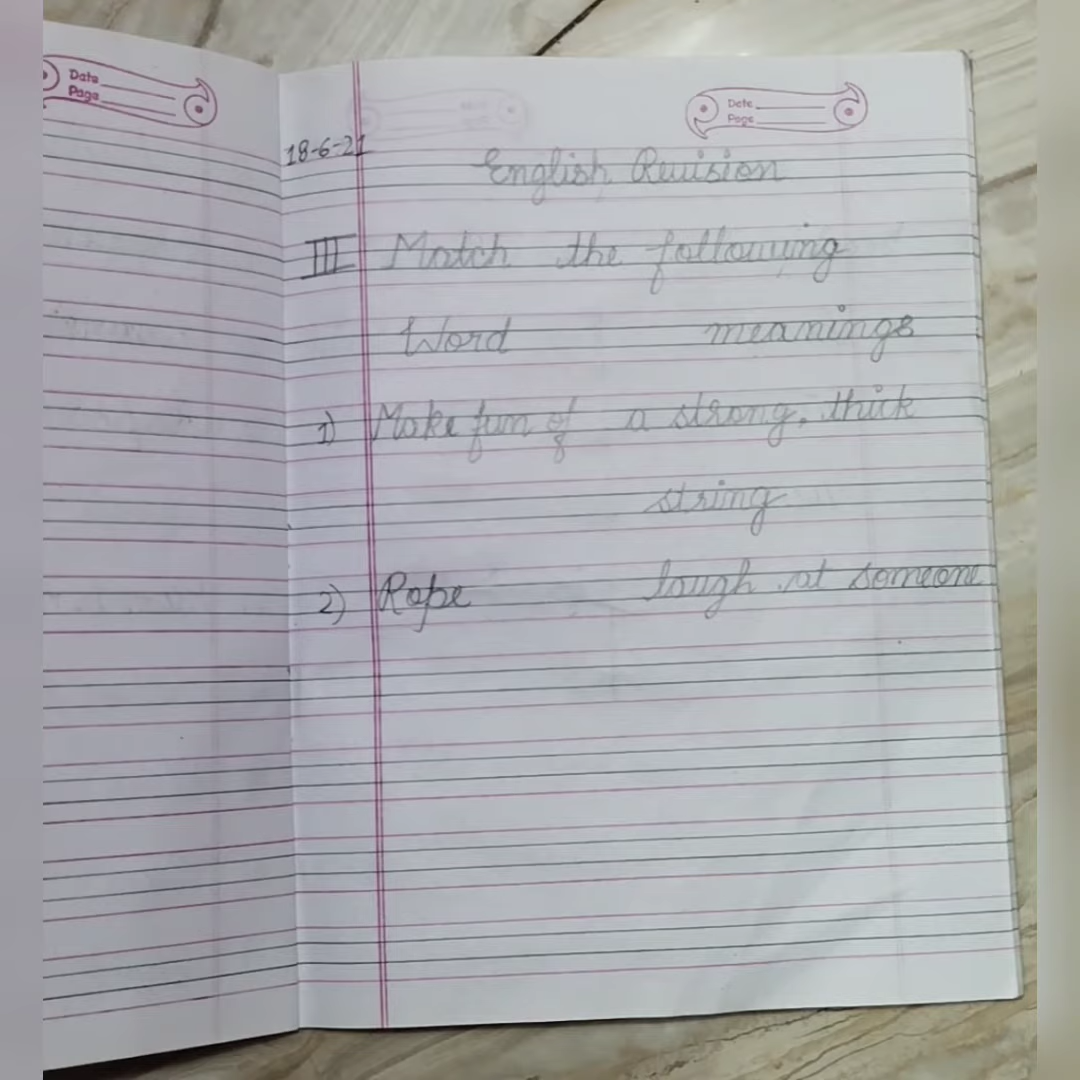 Date
Page
Date
Page
18-6-21
English Revision
III Match the following
Word meanings
1) Make fun of a strong, thick
string
2) Rope laugh at someone